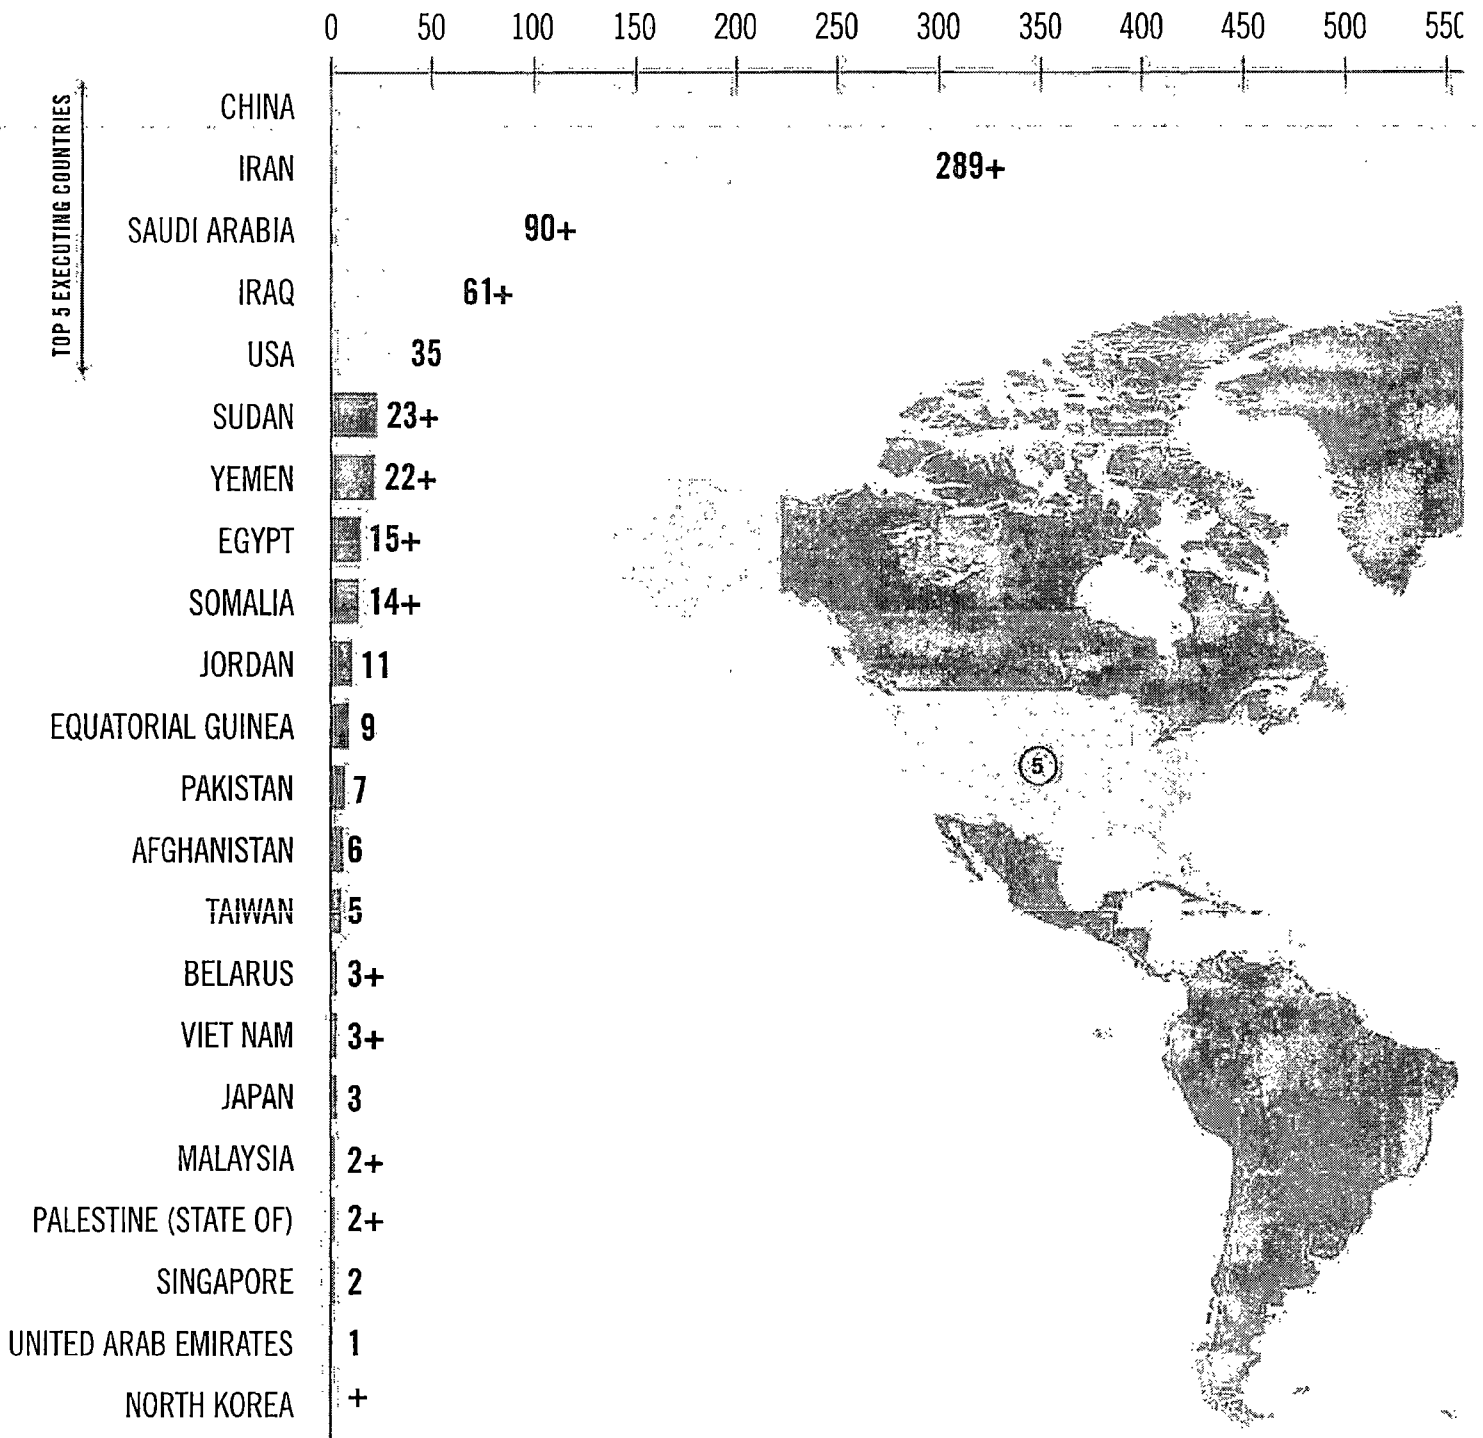 0 50 100 150 200 250 300 350 400 450 500 550
TOP 5 EXECUTING COUNTRIES
CHINA
IRAN 289+
SAUDI ARABIA 90+
IRAQ 61+
USA 35
SUDAN 23+
YEMEN 22+
EGYPT 15+
SOMALIA 14+
JORDAN 11
EQUATORIAL GUINEA 9
5
PAKISTAN 7
AFGHANISTAN 6
TAIWAN 5
BELARUS 3+
VIET NAM 3+
JAPAN 3
MALAYSIA 2+
PALESTINE (STATE OF) 2+
SINGAPORE 2
UNITED ARAB EMIRATES 1
NORTH KOREA +